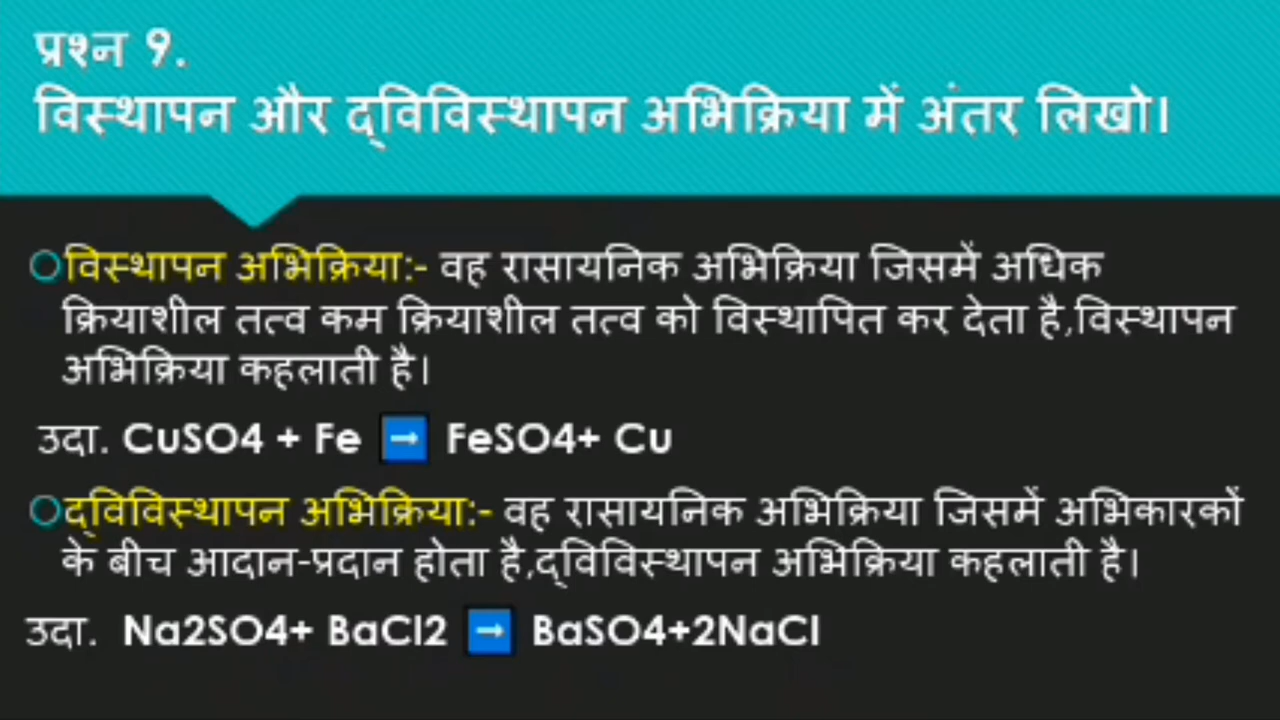 प्रश्न 9.
विस्थापन और द्विविस्थापन अभिक्रिया में अंतर लिखो।
विस्थापन अभिक्रिया:- वह रासायनिक अभिक्रिया जिसमें अधिक
क्रियाशील तत्व कम क्रियाशील तत्व को विस्थापित कर देता है,विस्थापन
अभिक्रिया कहलाती है।
उदा. CuSO4 + Fe ➡ FeSO4+ Cu
द्विविस्थापन अभिक्रिया:- वह रासायनिक अभिक्रिया जिसमें अभिकारकों
के बीच आदान-प्रदान होता है,द्विविस्थापन अभिक्रिया कहलाती है।
उदा. Na2SO4+ BaCl2 ➡ BaSO4+2NaCl